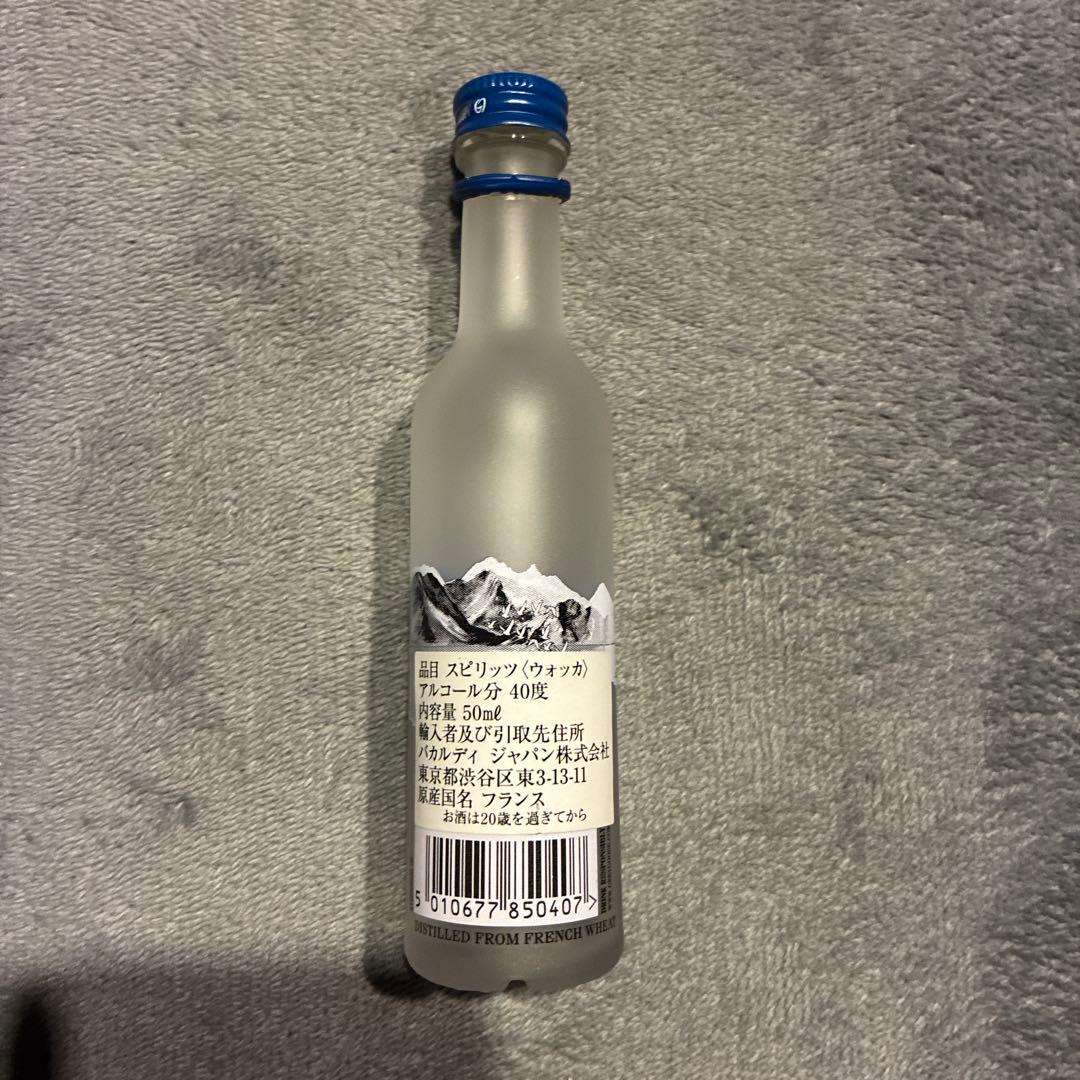 品目 スピリッツ〈ウォッカ〉
アルコール分 40度
内容量 50mℓ
輸入者及び引取先住所
バカルディ ジャパン株式会社
東京都渋谷区東3-13-11
原産国名 フランス
お酒は20歳を過ぎてから
5 010677 850407 >
DISTILLED FROM FRENCH WHEAT
DRINK RESPONSIBLY